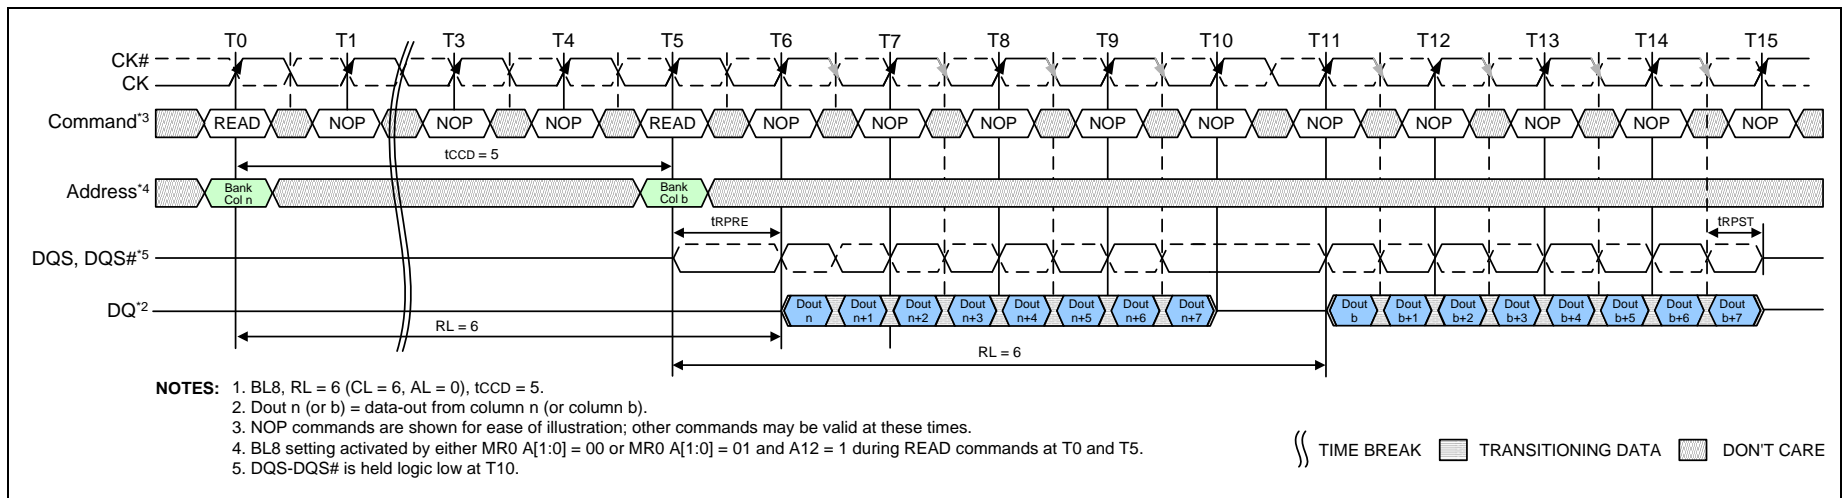 T0 T1 T3 T4 T5 T6 T7 T8 T9 T10 T11 T12 T13 T14 T15
CK#
CK
Command*3 READ NOP NOP NOP READ NOP NOP NOP NOP NOP NOP NOP NOP NOP NOP
tCCD = 5
Address*4 Bank Col n Bank Col b
tRPRE tRPST
DQS, DQS#*5
DQ*2 Dout n Dout n+1 Dout n+2 Dout n+3 Dout n+4 Dout n+5 Dout n+6 Dout n+7 Dout b Dout b+1 Dout b+2 Dout b+3 Dout b+4 Dout b+5 Dout b+6 Dout b+7
RL = 6
RL = 6
NOTES: 1. BL8, RL = 6 (CL = 6, AL = 0), tCCD = 5.
2. Dout n (or b) = data-out from column n (or column b).
3. NOP commands are shown for ease of illustration; other commands may be valid at these times.
4. BL8 setting activated by either MR0 A[1:0] = 00 or MR0 A[1:0] = 01 and A12 = 1 during READ commands at T0 and T5.
5. DQS-DQS# is held logic low at T10.
TIME BREAK TRANSITIONING DATA DON'T CARE